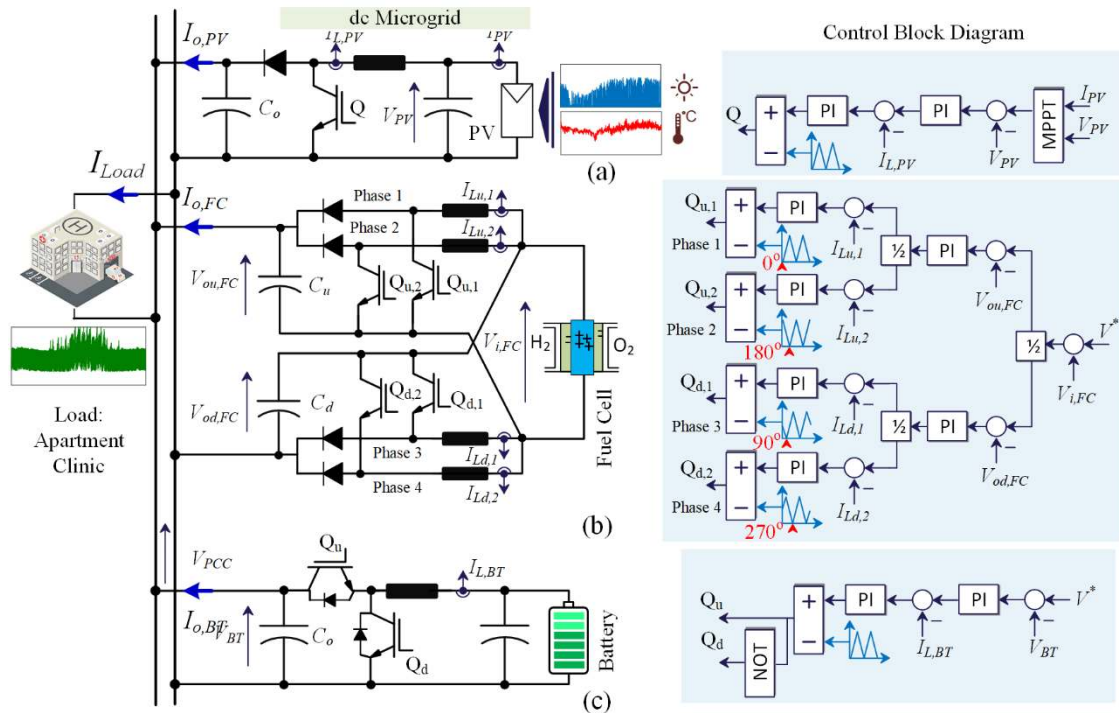 dc Microgrid
Control Block Diagram
I_{o,PV}
I_{L,PV}
I_{PV}
C_o
Q
V_{PV}
PV
°C
(a)
Q
+
−
PI
I_{L,PV}
−
PI
V_{PV}
−
MPPT
I_{PV}
V_{PV}
I_{Load}
H
I_{o,FC}
Phase 1
Phase 2
I_{Lu,1}
I_{Lu,2}
V_{ou,FC}
C_u
Q_{u,2}
Q_{u,1}
V_{i,FC}
H_2
O_2
Fuel Cell
V_{od,FC}
C_d
Q_{d,2}
Q_{d,1}
Phase 3
Phase 4
I_{Ld,1}
I_{Ld,2}
(b)
Load:
Apartment
Clinic
Q_{u,1}
Phase 1
+
−
PI
0°
I_{Lu,1}
−
½
PI
V_{ou,FC}
−
Q_{u,2}
Phase 2
+
−
PI
180°
I_{Lu,2}
−
½
V*
V_{i,FC}
−
Q_{d,1}
Phase 3
+
−
PI
90°
I_{Ld,1}
−
½
PI
V_{od,FC}
−
Q_{d,2}
Phase 4
+
−
PI
270°
I_{Ld,2}
−
V_{PCC}
I_{o,BT}
V_{BT}
C_o
Q_u
Q_d
I_{L,BT}
Battery
(c)
Q_u
Q_d
NOT
+
−
PI
I_{L,BT}
−
PI
V_{BT}
−
V*